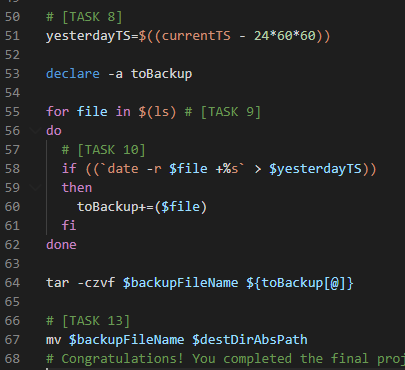 50 # [TASK 8]
51 yesterdayTS=$((currentTS - 24*60*60))
52
53 declare -a toBackup
54
55 for file in $(ls) # [TASK 9]
56 do
57 # [TASK 10]
58 if ((`date -r $file +%s` > $yesterdayTS))
59 then
60 toBackup+=($file)
61 fi
62 done
63
64 tar -czvf $backupFileName ${toBackup[@]}
65
66 # [TASK 13]
67 mv $backupFileName $destDirAbsPath
68 # Congratulations! You completed the final proj